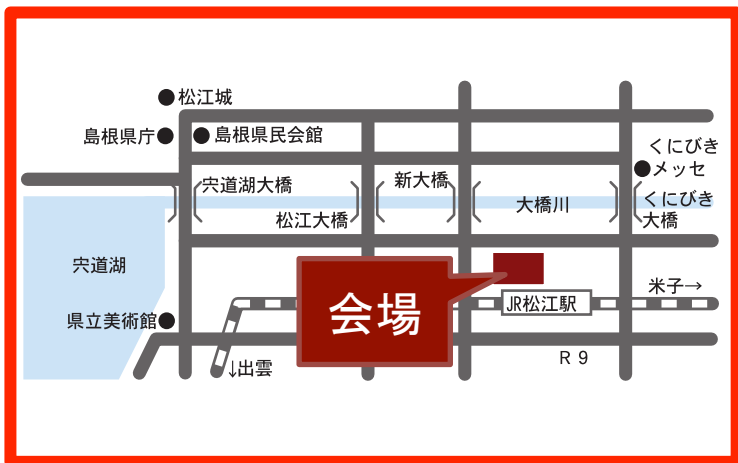 松江城
島根県庁
島根県民会館
くにびき
メッセ
宍道湖大橋
新大橋
くにびき
大橋
松江大橋
大橋川
宍道湖
米子→
JR松江駅
会場
県立美術館
R 9
↓出雲